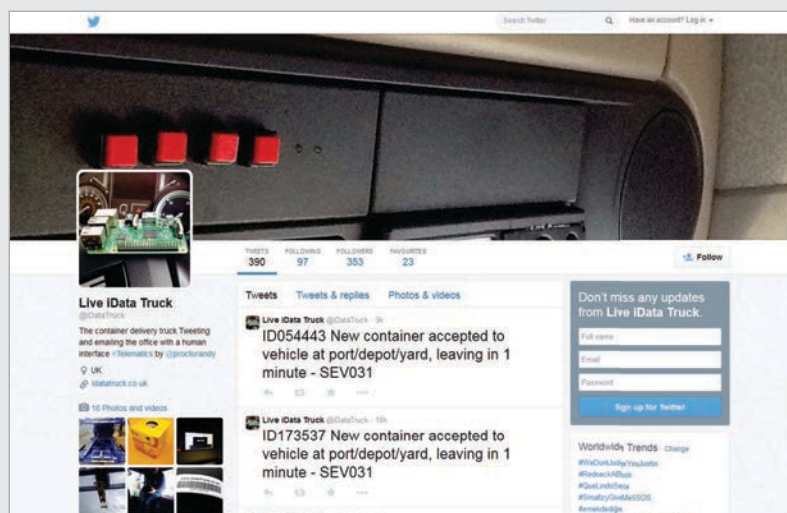 Search Twitter
Have an account? Log in
TWEETS FOLLOWING FOLLOWERS FAVOURITES
390 97 353 23
Follow
Live iData Truck
@iDataTruck
The container delivery truck Tweeting
and emailing the office with a human
interface #Telematics by @proctorandy
UK
idatatruck.co.uk
16 Photos and videos
Tweets Tweets & replies Photos & videos
Live iData Truck @iDataTruck · 3h
ID054443 New container accepted to
vehicle at port/depot/yard, leaving in 1
minute - SEV031
Live iData Truck @iDataTruck · 15h
ID173537 New container accepted to
vehicle at port/depot/yard, leaving in 1
minute - SEV031
Don't miss any updates
from Live iData Truck.
Full name
Email
Password
Sign up for Twitter
Worldwide Trends · Change
#RedneckAMusic
#QueLindoSeria
#SmallzyGiveMe5SOS